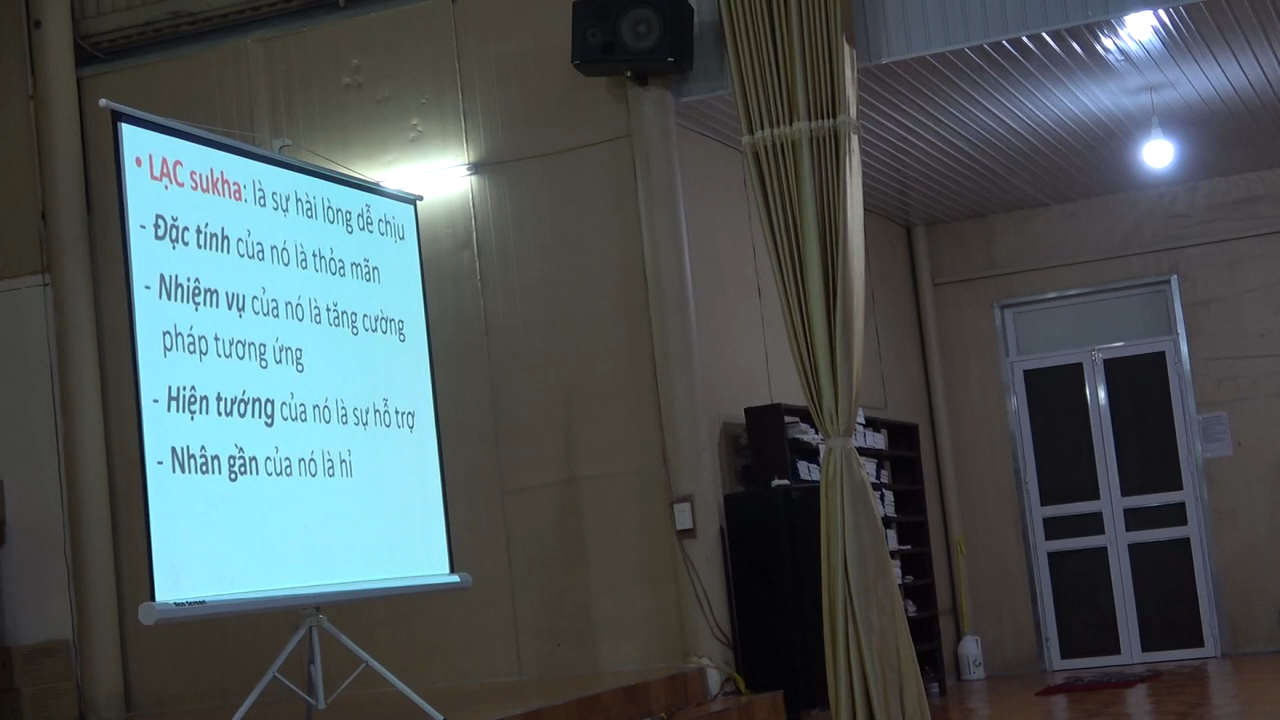 • LẠC sukha: là sự hài lòng dễ chịu
- Đặc tính của nó là thỏa mãn
- Nhiệm vụ của nó là tăng cường
pháp tương ứng
- Hiện tướng của nó là sự hỗ trợ
- Nhân gần của nó là hỉ
Eco Screen